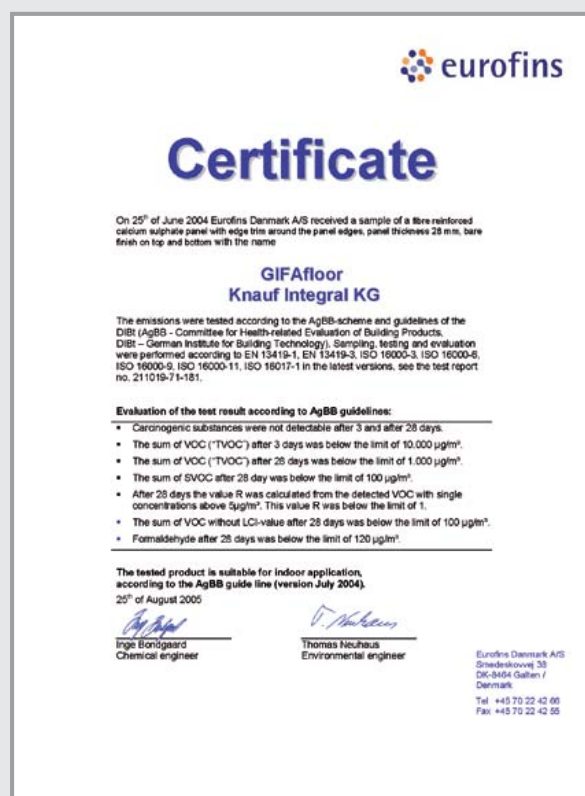 eurofins
Certificate
On 25th of June 2004 Eurofins Danmark A/S received a sample of a fibre reinforced
calcium sulphate panel with edge trim around the panel edges, panel thickness 28 mm, bare
finish on top and bottom with the name
GIFAfloor
Knauf Integral KG
The emissions were tested according to the AgBB-scheme and guidelines of the
DIBt (AgBB - Committee for Health-related Evaluation of Building Products,
DIBt – German Institute for Building Technology). Sampling, testing and evaluation
were performed according to EN 13419-1, EN 13419-3, ISO 16000-3, ISO 16000-6,
ISO 16000-9, ISO 16000-11, ISO 16017-1 in the latest versions, see the test report
no. 211019-71-181.
Evaluation of the test result according to AgBB guidelines:
▪ Carcinogenic substances were not detectable after 3 and after 28 days.
▪ The sum of VOC ("TVOC") after 3 days was below the limit of 10.000 µg/m³.
▪ The sum of VOC ("TVOC") after 28 days was below the limit of 1.000 µg/m³.
▪ The sum of SVOC after 28 day was below the limit of 100 µg/m³.
▪ After 28 days the value R was calculated from the detected VOC with single
concentrations above 5µg/m³. This value R was below the limit of 1.
▪ The sum of VOC without LCI-value after 28 days was below the limit of 100 µg/m³.
▪ Formaldehyde after 28 days was below the limit of 120 µg/m³.
The tested product is suitable for indoor application,
according to the AgBB guide line (version July 2004).
25th of August 2005
T. Neuhaus
Inge Bondgaard
Thomas Neuhaus
Chemical engineer
Environmental engineer
Eurofins Danmark A/S
Smedeskovvej 38
DK-8464 Galten /
Denmark
Tel +45 70 22 42 66
Fax +45 70 22 42 55